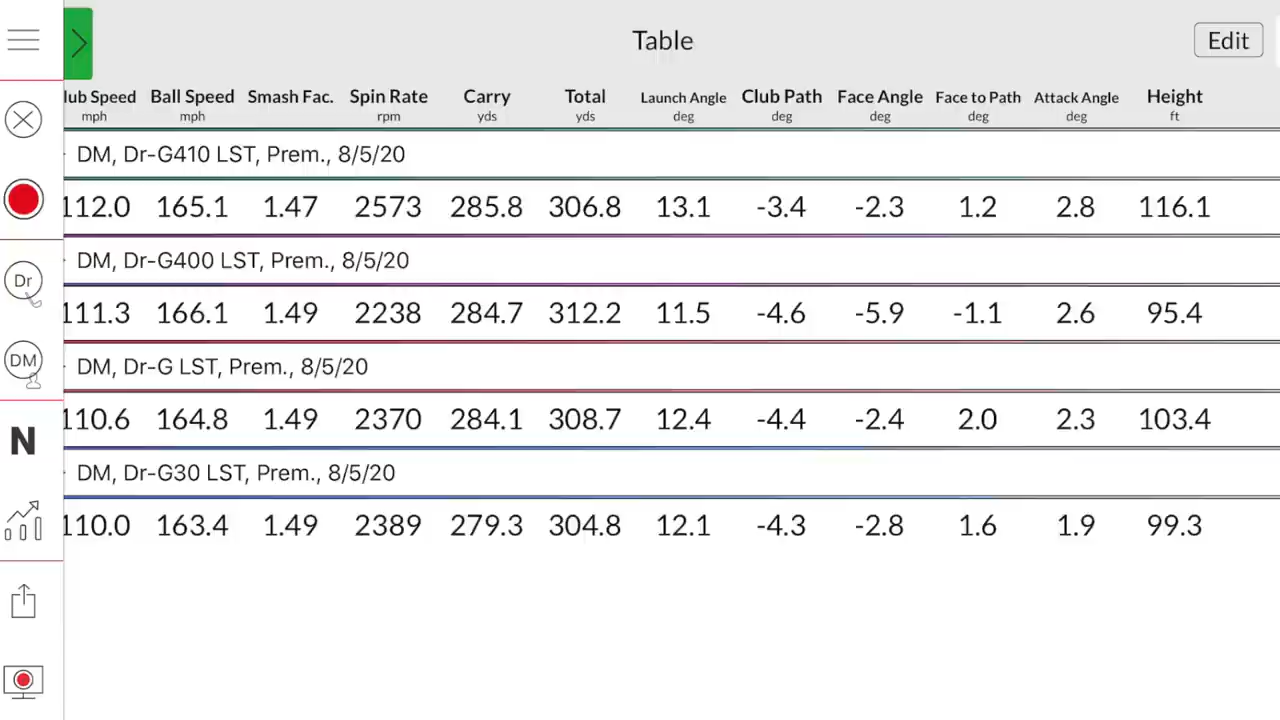 Table
Edit
lub Speed Ball Speed Smash Fac. Spin Rate Carry Total Launch Angle Club Path Face Angle Face to Path Attack Angle Height
mph mph rpm yds yds deg deg deg deg deg ft
DM, Dr-G410 LST, Prem., 8/5/20
112.0 165.1 1.47 2573 285.8 306.8 13.1 -3.4 -2.3 1.2 2.8 116.1
Dr
DM, Dr-G400 LST, Prem., 8/5/20
111.3 166.1 1.49 2238 284.7 312.2 11.5 -4.6 -5.9 -1.1 2.6 95.4
DM
DM, Dr-G LST, Prem., 8/5/20
110.6 164.8 1.49 2370 284.1 308.7 12.4 -4.4 -2.4 2.0 2.3 103.4
N
DM, Dr-G30 LST, Prem., 8/5/20
110.0 163.4 1.49 2389 279.3 304.8 12.1 -4.3 -2.8 1.6 1.9 99.3